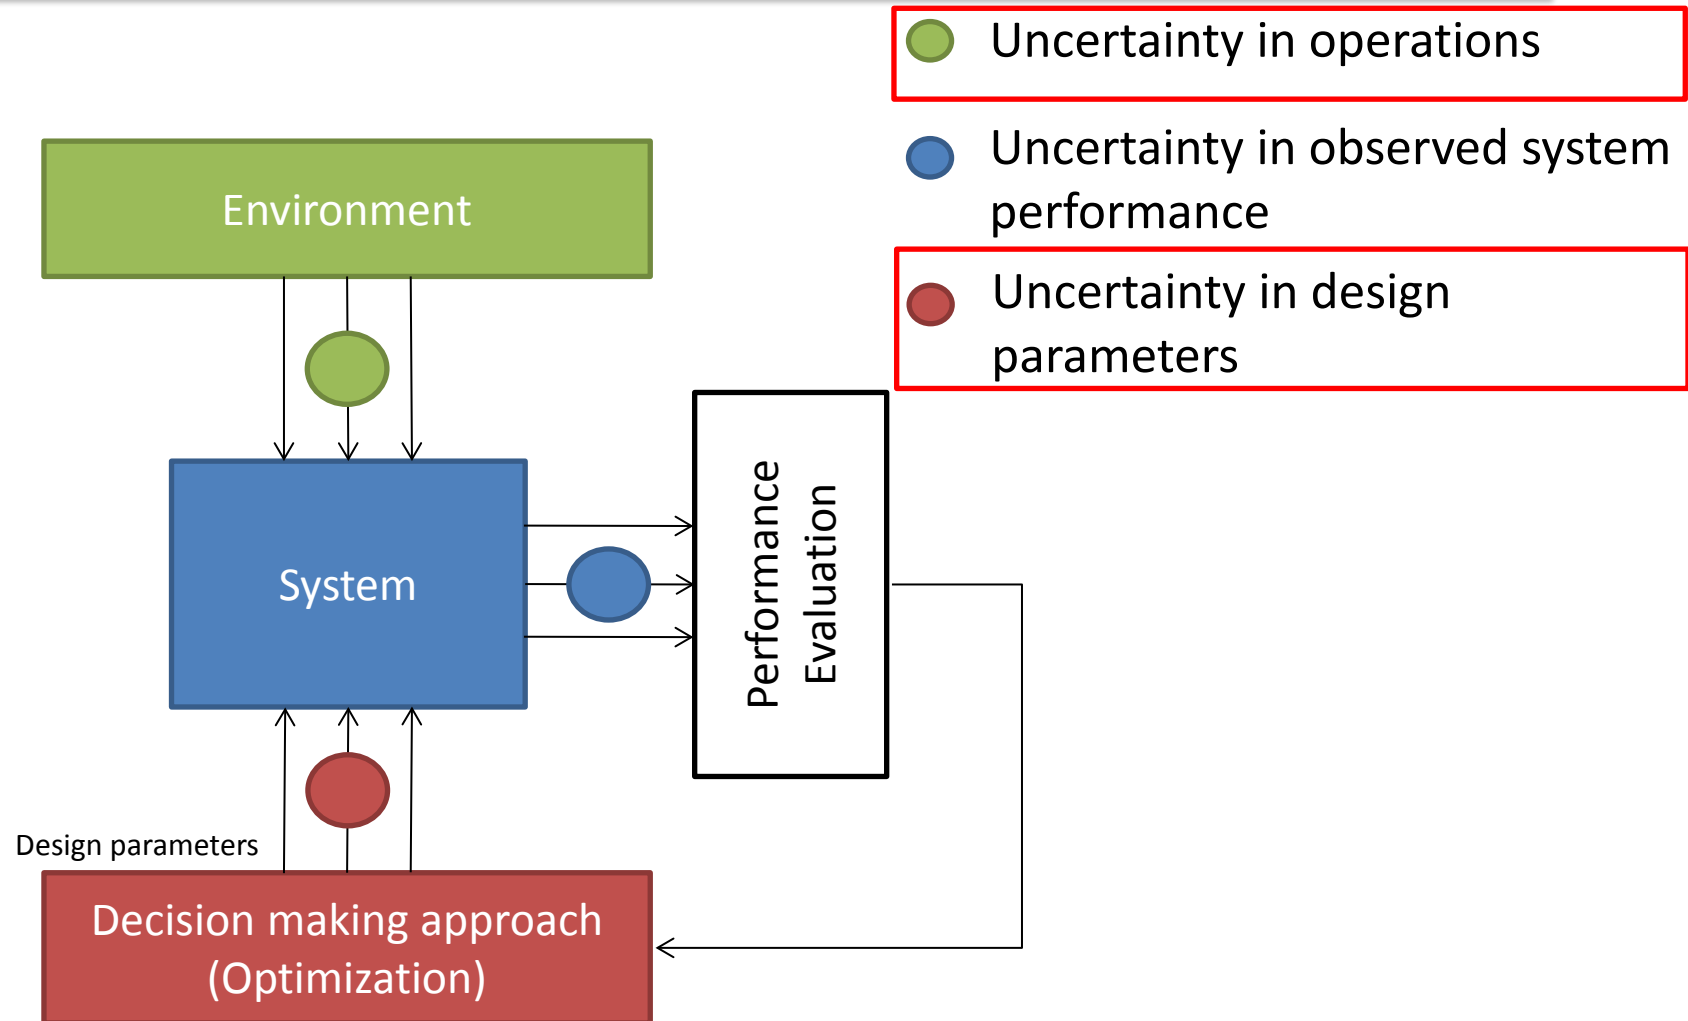 Uncertainty in operations
Uncertainty in observed system
performance
Uncertainty in design
parameters
Environment
System
Performance
Evaluation
Design parameters
Decision making approach
(Optimization)